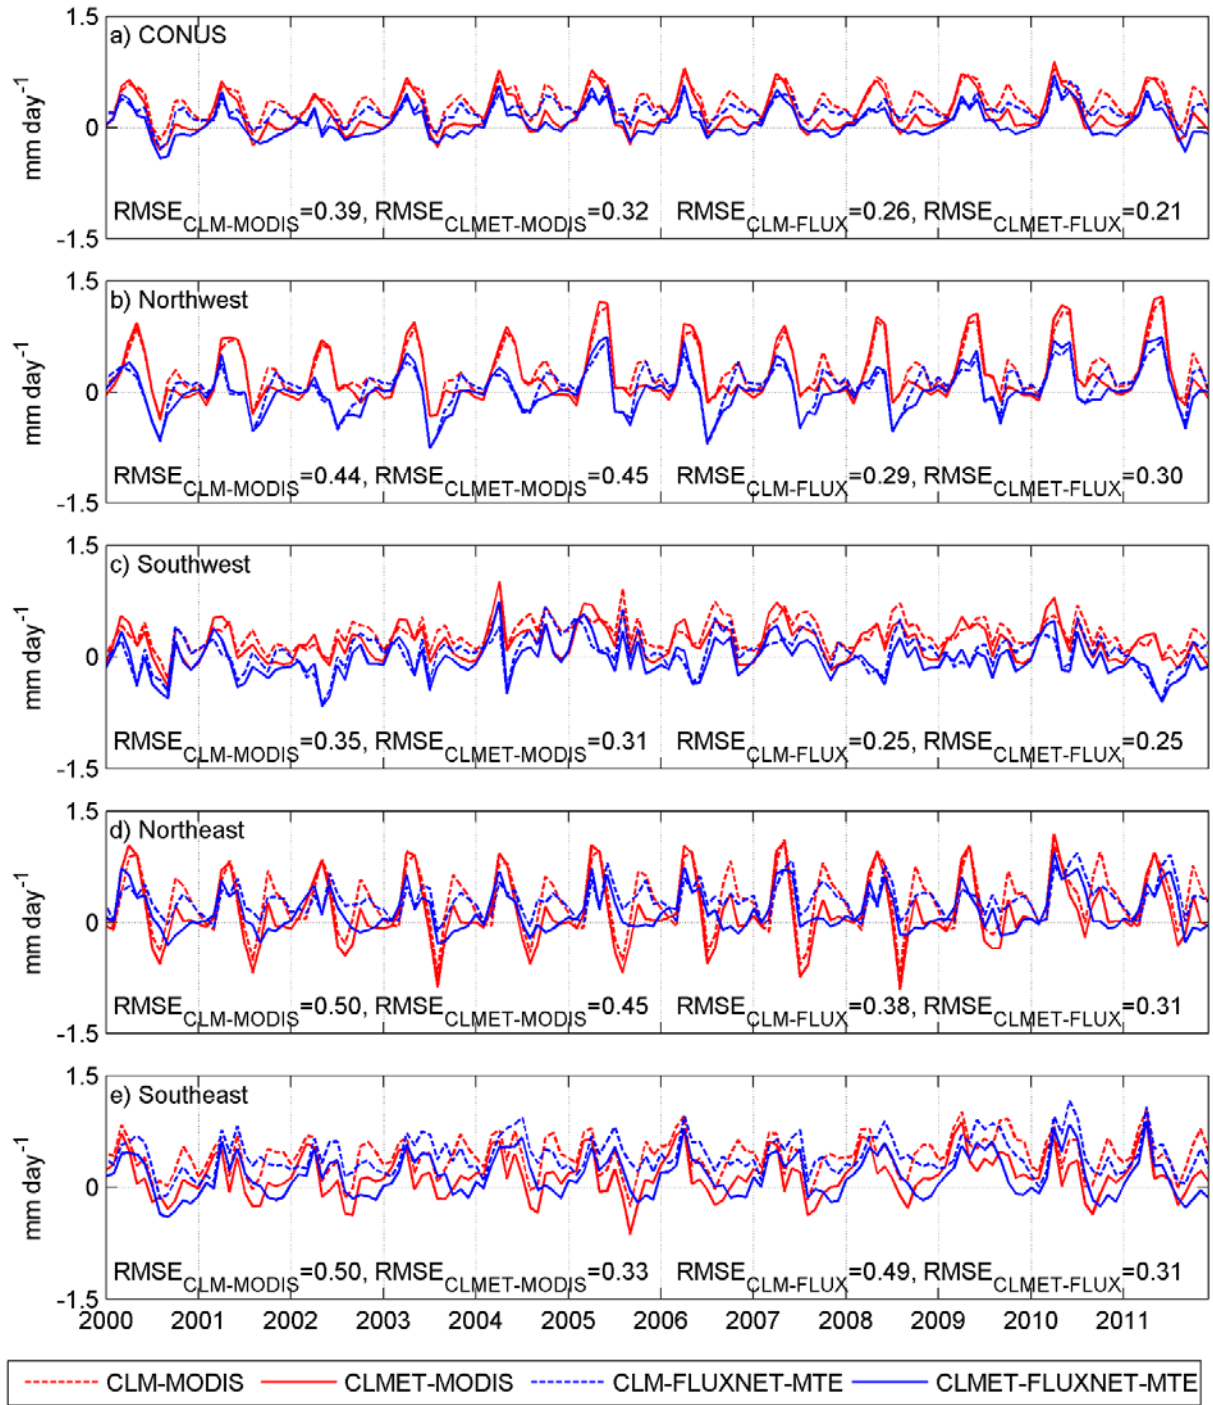 1.5
a) CONUS
mm day-1
0
RMSECLM-MODIS=0.39, RMSECLMET-MODIS=0.32 RMSECLM-FLUX=0.26, RMSECLMET-FLUX=0.21
-1.5
1.5
b) Northwest
mm day-1
0
RMSECLM-MODIS=0.44, RMSECLMET-MODIS=0.45 RMSECLM-FLUX=0.29, RMSECLMET-FLUX=0.30
-1.5
1.5
c) Southwest
mm day-1
0
RMSECLM-MODIS=0.35, RMSECLMET-MODIS=0.31 RMSECLM-FLUX=0.25, RMSECLMET-FLUX=0.25
-1.5
1.5
d) Northeast
mm day-1
0
RMSECLM-MODIS=0.50, RMSECLMET-MODIS=0.45 RMSECLM-FLUX=0.38, RMSECLMET-FLUX=0.31
-1.5
1.5
e) Southeast
mm day-1
0
RMSECLM-MODIS=0.50, RMSECLMET-MODIS=0.33 RMSECLM-FLUX=0.49, RMSECLMET-FLUX=0.31
-1.5
2000 2001 2002 2003 2004 2005 2006 2007 2008 2009 2010 2011
CLM-MODIS CLMET-MODIS CLM-FLUXNET-MTE CLMET-FLUXNET-MTE